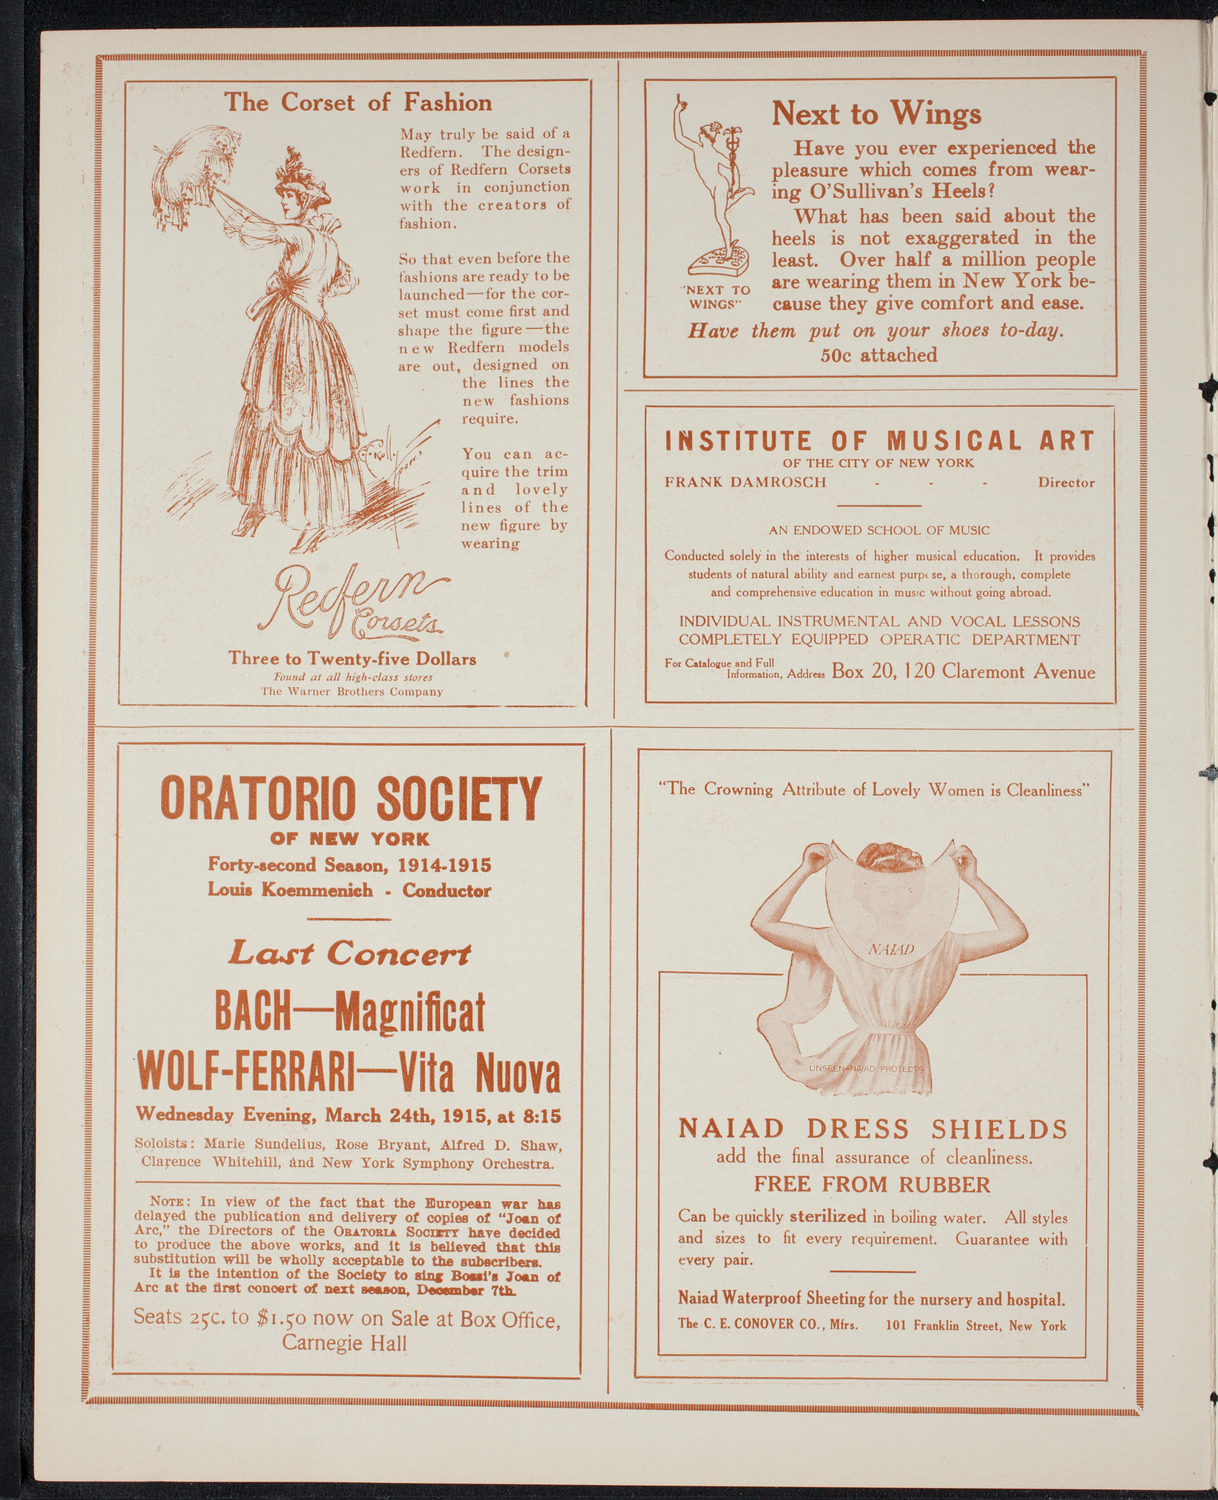 The Corset of Fashion
May truly be said of a
Redfern. The design-
ers of Redfern Corsets
work in conjunction
with the creators of
fashion.
So that even before the
fashions are ready to be
launched—for the cor-
set must come first and
shape the figure—the
new Redfern models
are out, designed on
the lines the
new fashions
require.
You can ac-
quire the trim
and lovely
lines of the
new figure by
wearing
Redfern
Corsets
Three to Twenty-five Dollars
Found at all high-class stores
The Warner Brothers Company
Next to Wings
Have you ever experienced the
pleasure which comes from wear-
ing O'Sullivan's Heels?
What has been said about the
heels is not exaggerated in the
least. Over half a million people
are wearing them in New York be-
cause they give comfort and ease.
"NEXT TO
WINGS"
Have them put on your shoes to-day.
50c attached
INSTITUTE OF MUSICAL ART
OF THE CITY OF NEW YORK
FRANK DAMROSCH - - - Director
AN ENDOWED SCHOOL OF MUSIC
Conducted solely in the interests of higher musical education. It provides
students of natural ability and earnest purpose, a thorough, complete
and comprehensive education in music without going abroad.
INDIVIDUAL INSTRUMENTAL AND VOCAL LESSONS
COMPLETELY EQUIPPED OPERATIC DEPARTMENT
For Catalogue and Full
Information, Address Box 20, 120 Claremont Avenue
ORATORIO SOCIETY
OF NEW YORK
Forty-second Season, 1914-1915
Louis Koemmenich - Conductor
Last Concert
BACH—Magnificat
WOLF-FERRARI—Vita Nuova
Wednesday Evening, March 24th, 1915, at 8:15
Soloists: Marie Sundelius, Rose Bryant, Alfred D. Shaw,
Clarence Whitehill, and New York Symphony Orchestra.
NOTE: In view of the fact that the European war has
delayed the publication and delivery of copies of "Joan of
Arc," the Directors of the ORATORIA SOCIETY have decided
to produce the above works, and it is believed that this
substitution will be wholly acceptable to the subscribers.
It is the intention of the Society to sing Bossi's Joan of
Arc at the first concert of next season, December 7th.
Seats 25c. to $1.50 now on Sale at Box Office,
Carnegie Hall
"The Crowning Attribute of Lovely Women is Cleanliness"
NAIAD
UNSEEN-NAIAD PROTECTS
NAIAD DRESS SHIELDS
add the final assurance of cleanliness.
FREE FROM RUBBER
Can be quickly sterilized in boiling water. All styles
and sizes to fit every requirement. Guarantee with
every pair.
Naiad Waterproof Sheeting for the nursery and hospital.
The C. E. CONOVER CO., Mfrs. 101 Franklin Street, New York